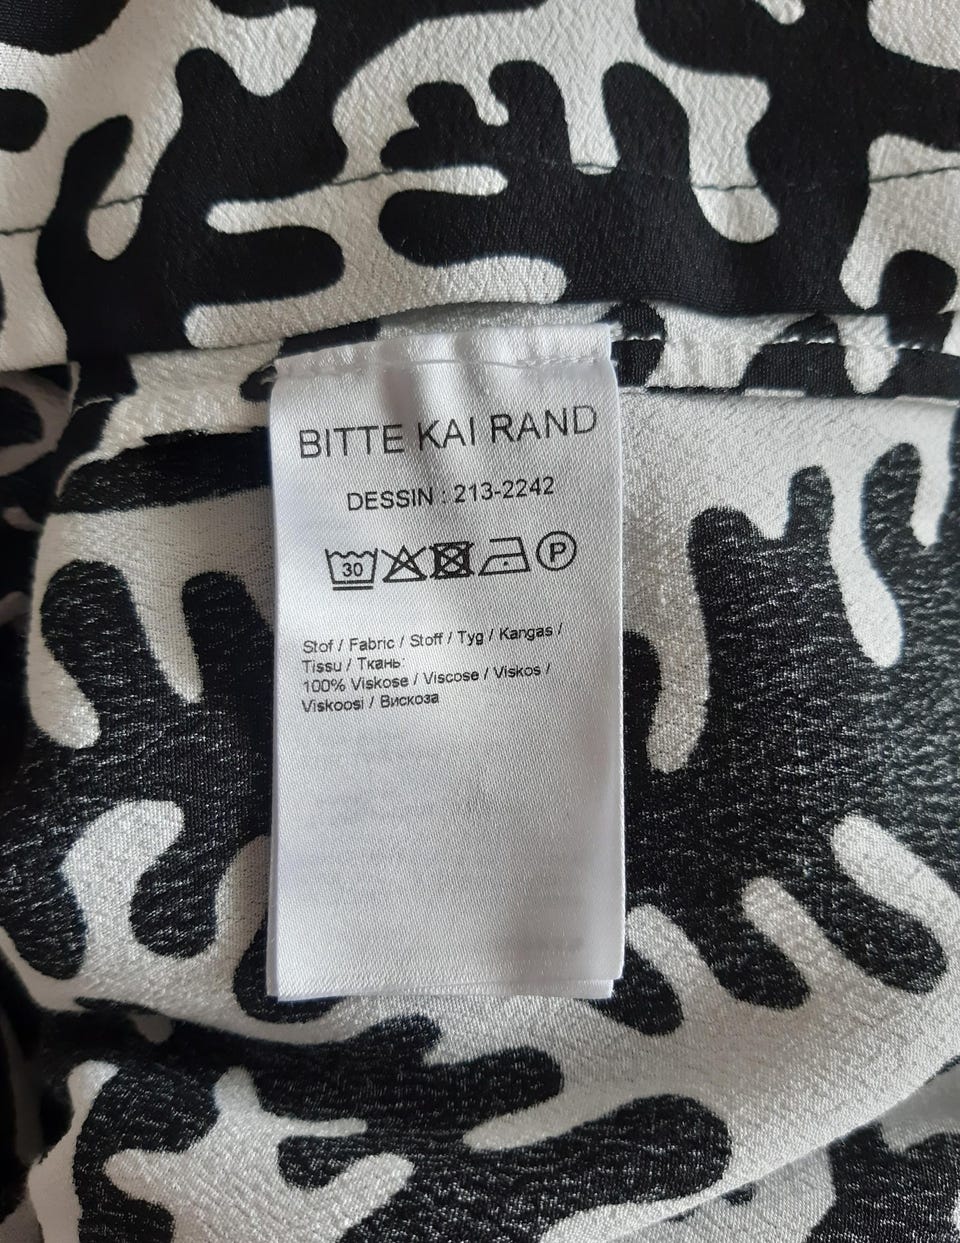 BITTE KAI RAND
DESSIN : 213-2242
30 P
Stof / Fabric / Stoff / Tyg / Kangas /
Tissu / Ткань:
100% Viskose / Viscose / Viskos /
Viskoosi / Вискоза